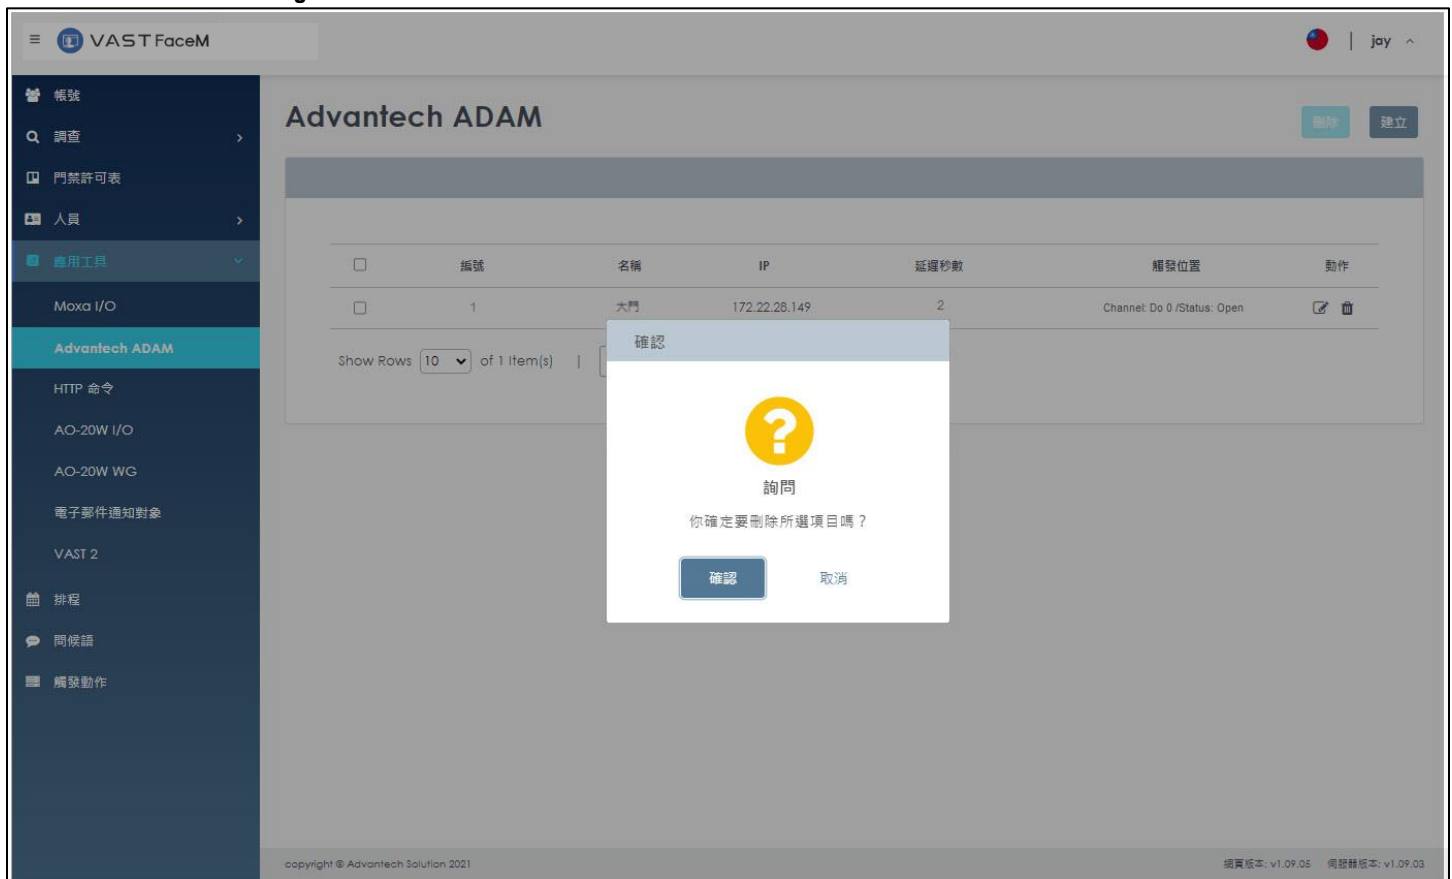 VAST FaceM
jay
帳號
調查
門禁許可表
人員
應用工具
Moxa I/O
Advantech ADAM
HTTP 命令
AO-20W I/O
AO-20W WG
電子郵件通知對象
VAST 2
排程
問候語
觸發動作
Advantech ADAM
刪除 建立
編號 名稱 IP 延遲秒數 觸發位置 動作
1 大門 172.22.28.149 2 Channel: Do 0 /Status: Open
Show Rows 10 of 1 Item(s) |
確認
詢問
你確定要刪除所選項目嗎？
確認 取消
copyright © Advantech Solution 2021
網頁版本: v1.09.05 伺服器版本: v1.09.03